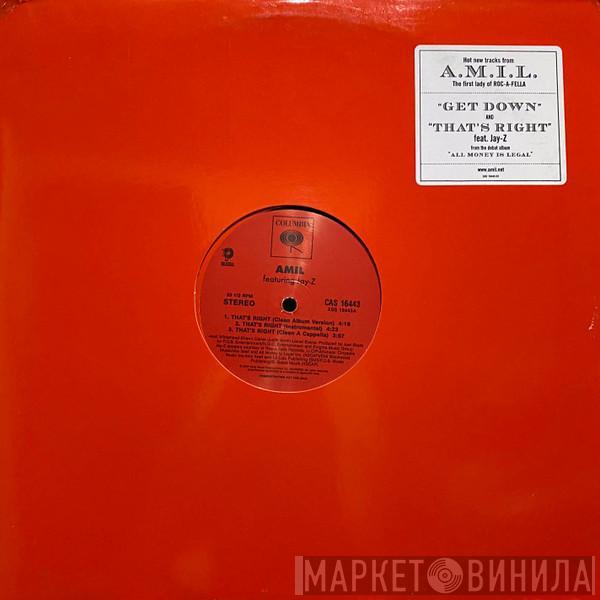 Hot new tracks from
A.M.I.L.
The first lady of ROC-A-FELLA
"GET DOWN"
AND
"THAT'S RIGHT"
feat. Jay-Z
from the debut album
"ALL MONEY IS LEGAL"
www.amil.net
COLUMBIA
AMIL
featuring Jay-Z
33 1/3 RPM
STEREO
CAS 16443
1. THAT'S RIGHT (Clean Album Version) 4:18
2. THAT'S RIGHT (Instrumental) 4:23
3. THAT'S RIGHT (Clean A Cappella) 3:57
МАРКЕТ ВИНИЛА